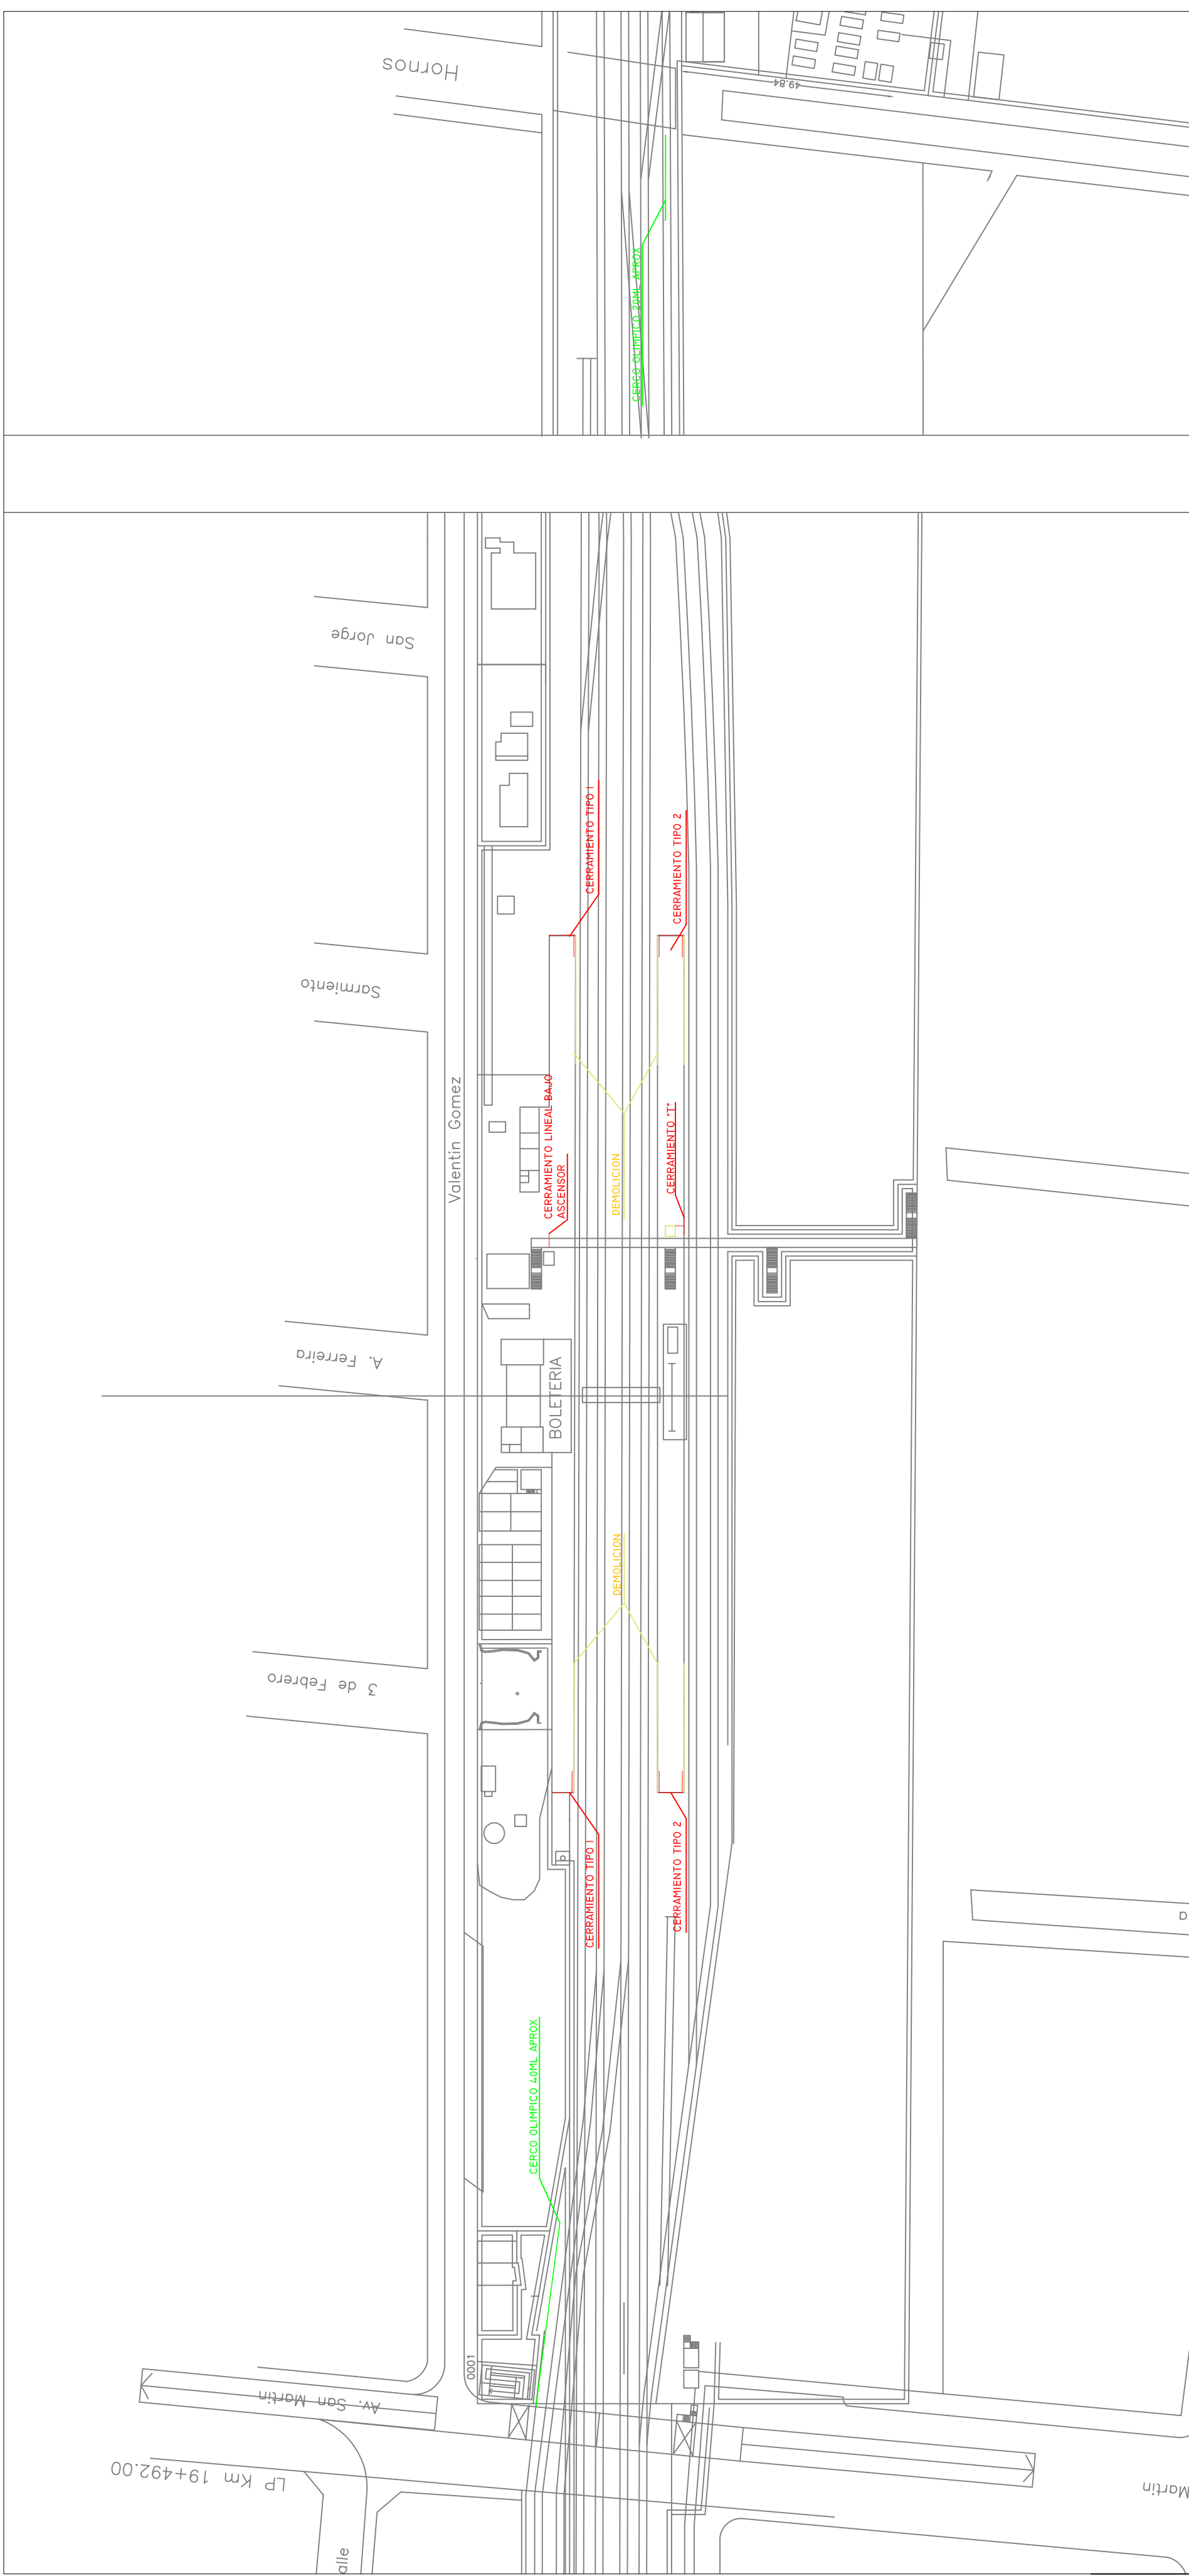 Hornos
49.84
CERCO OLIMPICO 20ML APROX
San Jorge
CERRAMIENTO TIPO 1
CERRAMIENTO TIPO 2
Sarmiento
Valentin Gomez
CERRAMIENTO LINEAL BAJO
ASCENSOR
DEMOLICION
CERRAMIENTO "T"
A. Ferreira
BOLETERIA
DEMOLICION
3 de Febrero
CERRAMIENTO TIPO 1
CERRAMIENTO TIPO 2
a
CERCO OLIMPICO 40ML APROX
0001
Av. San Martin
LP Km 19+492.00
Martin
alle